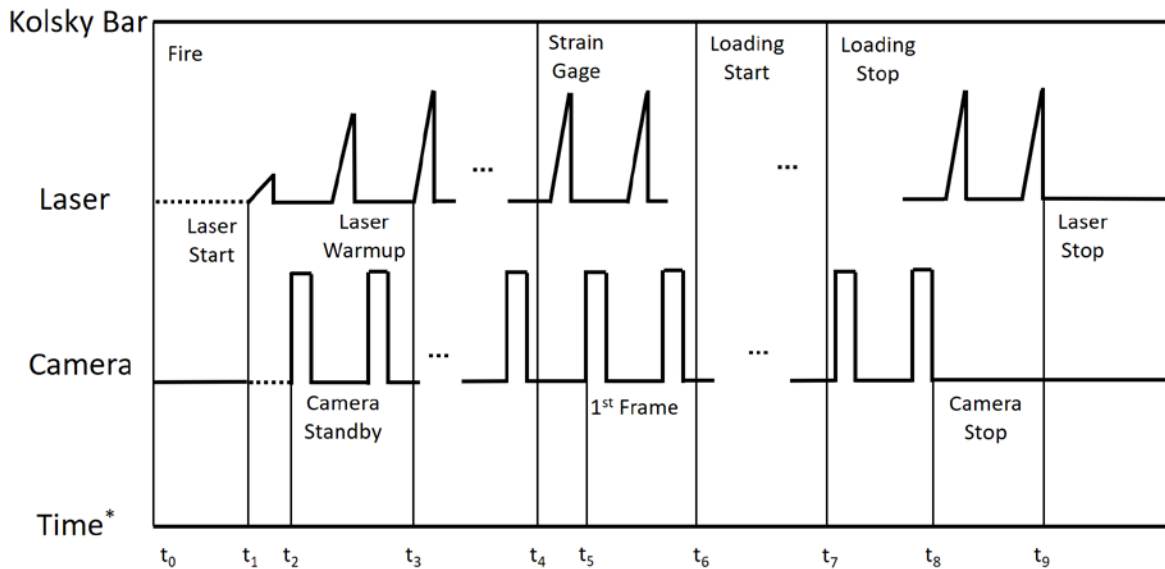 Kolsky Bar
Fire
Strain
Gage
Loading
Start
Loading
Stop
...
...
Laser
Laser
Start
Laser
Warmup
Laser
Stop
...
...
Camera
Camera
Standby
1st Frame
Camera
Stop
Time*
t0 t1 t2 t3 t4 t5 t6 t7 t8 t9